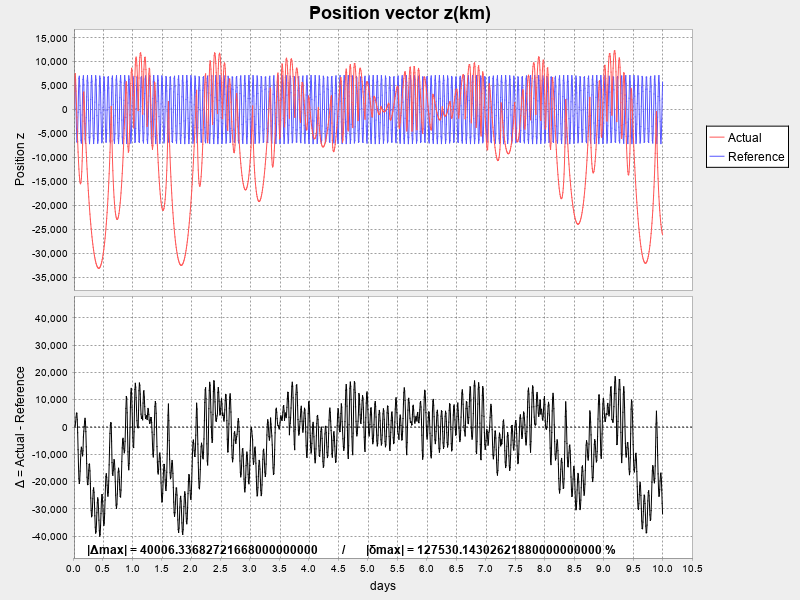 Position vector z(km)
15,000
10,000
5,000
0
-5,000
-10,000
-15,000
-20,000
-25,000
-30,000
-35,000
Position z
Actual
Reference
40,000
30,000
20,000
10,000
0
-10,000
-20,000
-30,000
-40,000
Δ = Actual - Reference
|Δmax| = 40006.33682721668000000000 / |δmax| = 127530.14302621880000000000 %
0.0 0.5 1.0 1.5 2.0 2.5 3.0 3.5 4.0 4.5 5.0 5.5 6.0 6.5 7.0 7.5 8.0 8.5 9.0 9.5 10.0 10.5
days